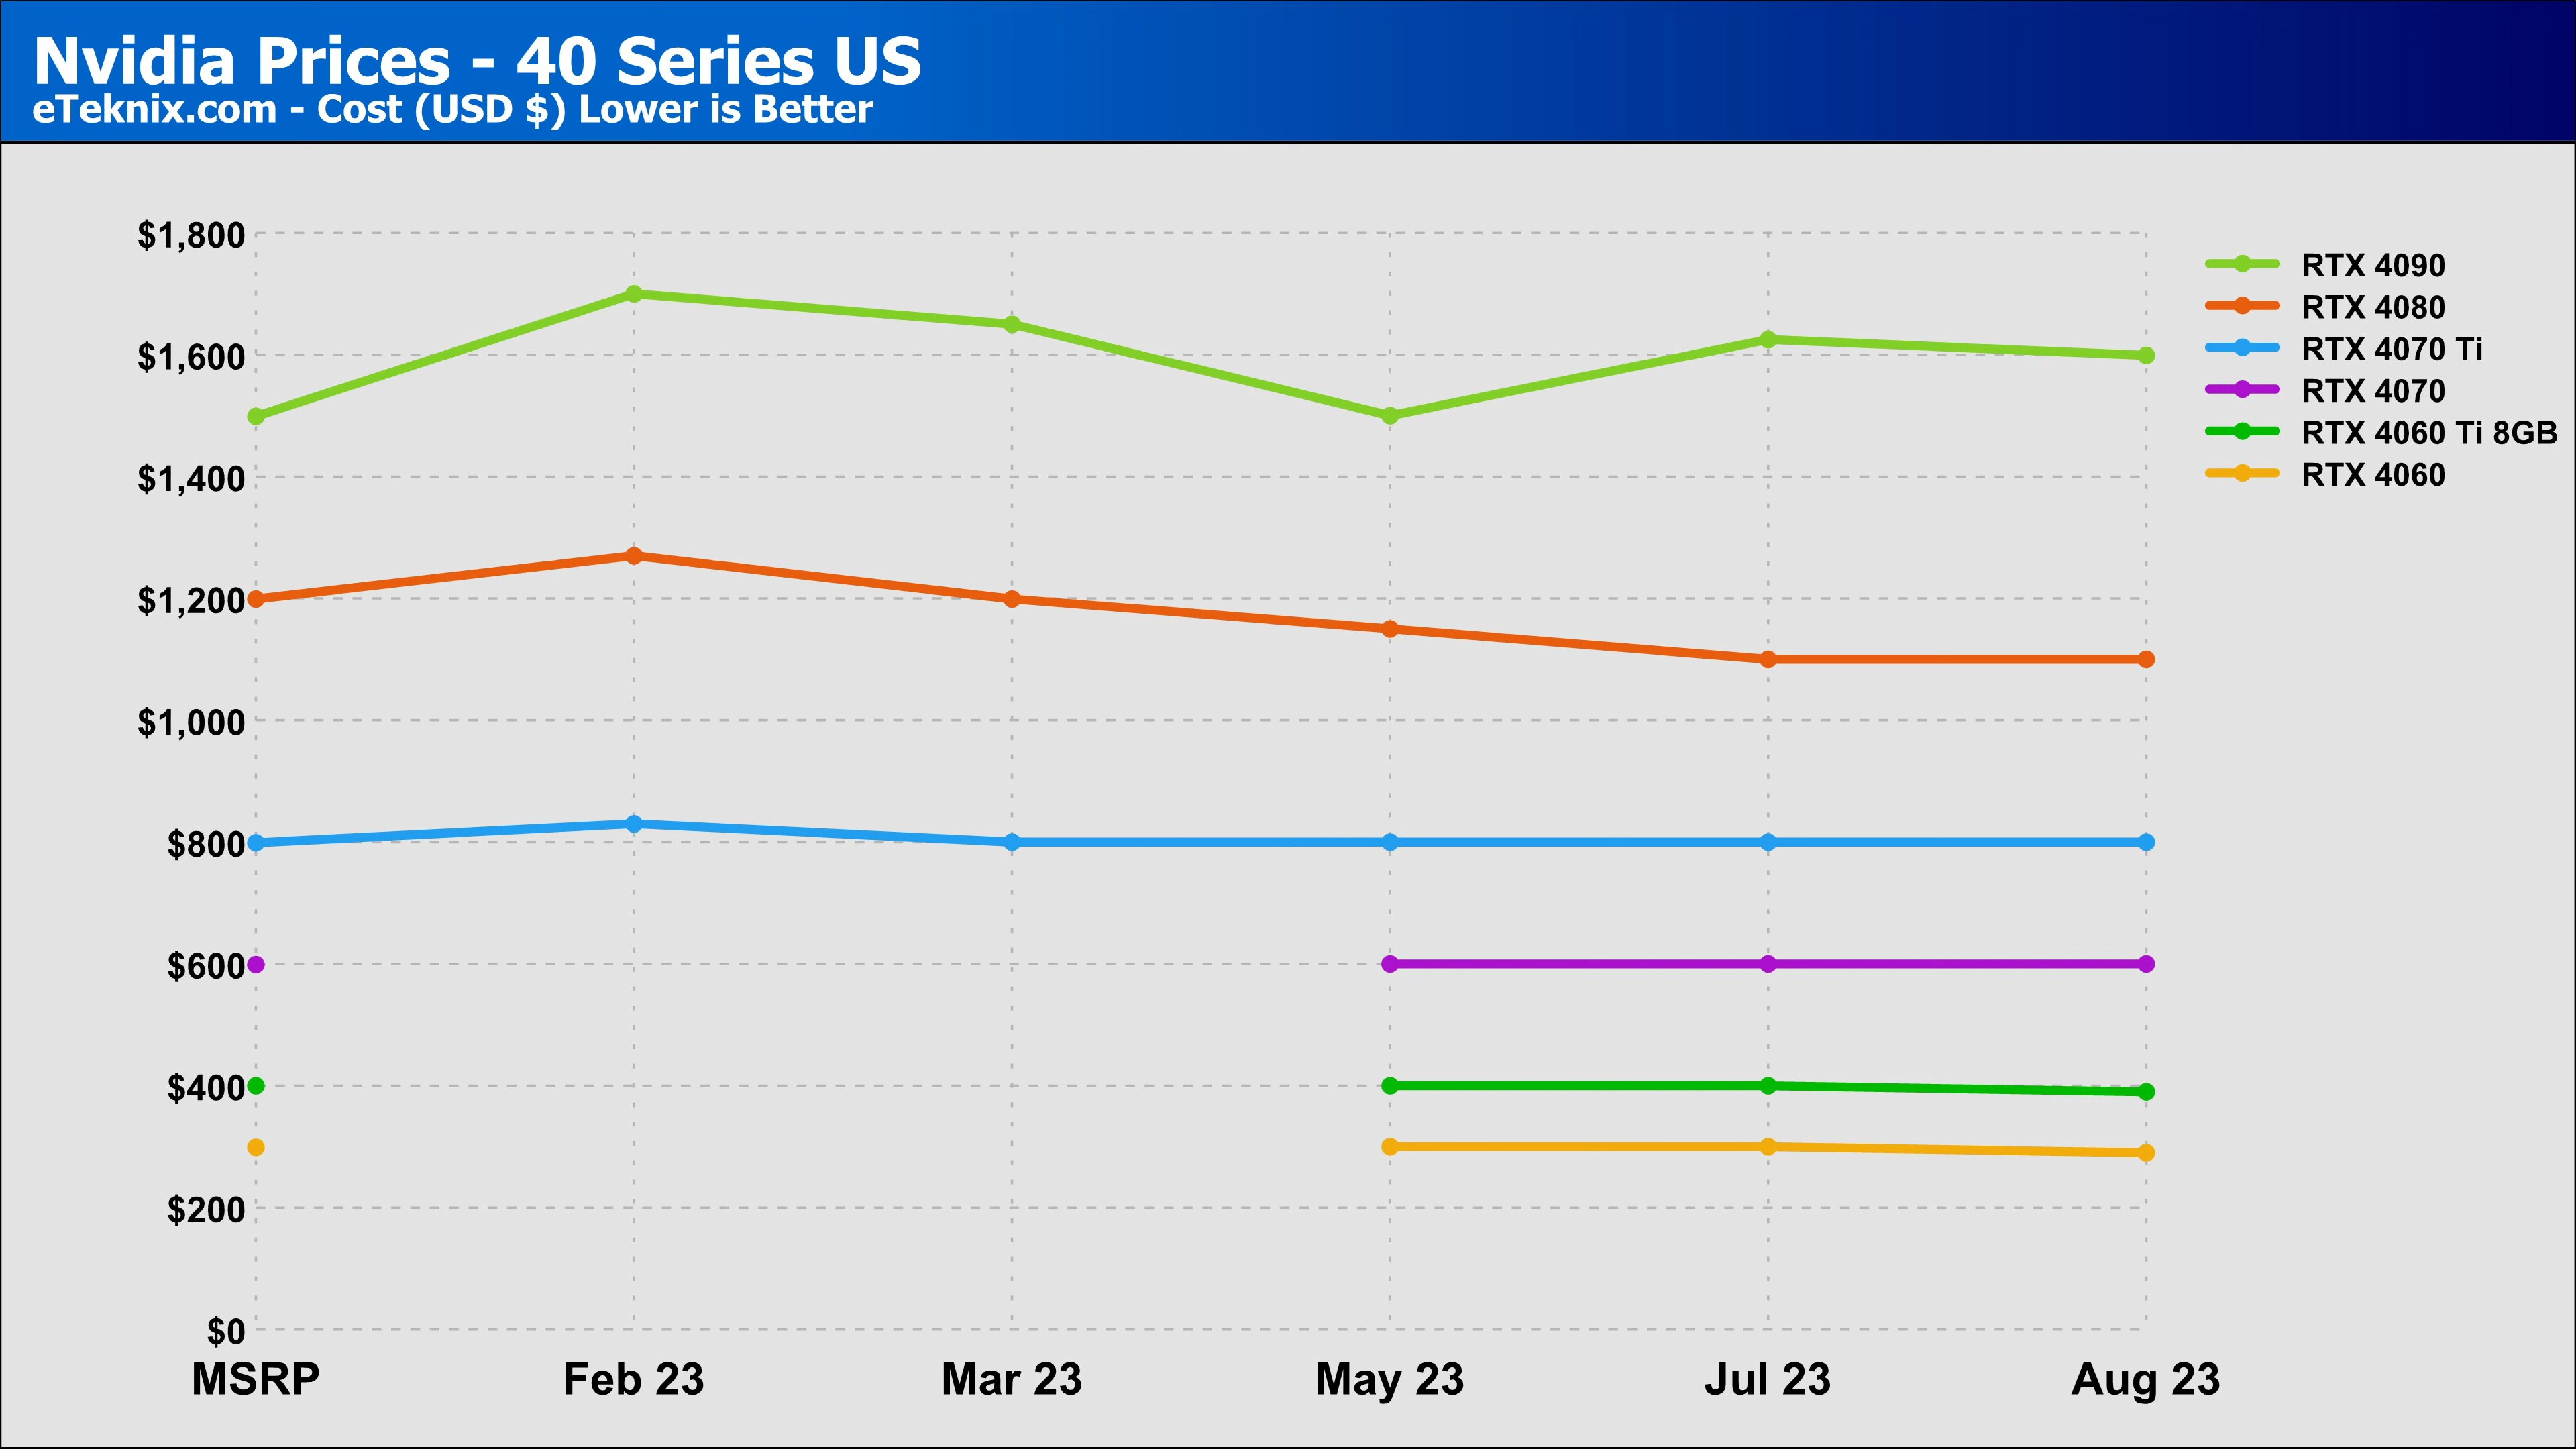 Nvidia Prices - 40 Series US
eTeknix.com - Cost (USD $) Lower is Better
$1,800
$1,600
$1,400
$1,200
$1,000
$800
$600
$400
$200
$0
MSRP Feb 23 Mar 23 May 23 Jul 23 Aug 23
RTX 4090
RTX 4080
RTX 4070 Ti
RTX 4070
RTX 4060 Ti 8GB
RTX 4060